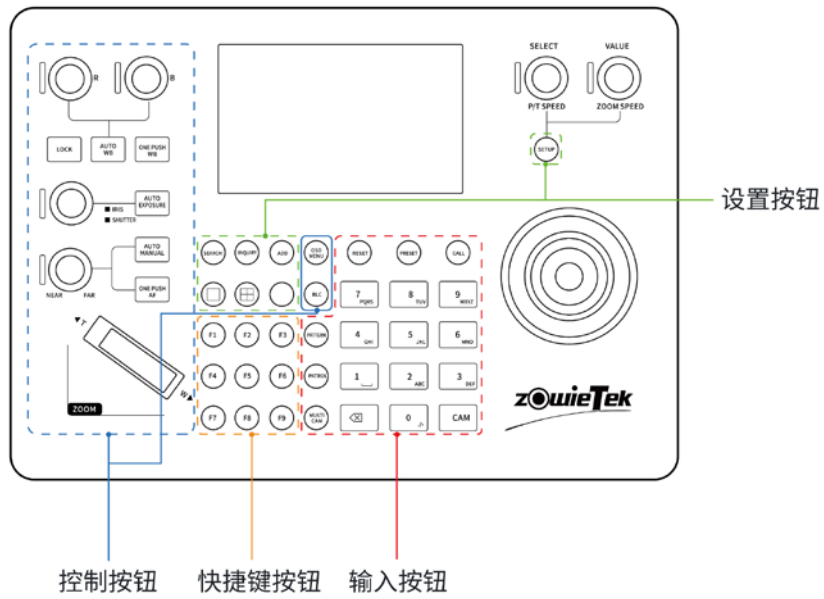 SELECT VALUE
R B
P/T SPEED ZOOM SPEED
LOCK AUTO WB ONE PUSH WB
SETUP
IRIS
SHUTTER
AUTO EXPOSURE
设置按钮
AUTO MANUAL
SEARCH INQUIRY ADD OSD MENU RESET PRESET CALL
NEAR FAR
ONE PUSH AF
BLC 7 PQRS 8 TUV 9 WXYZ
T
F1 F2 F3 PATTERN 4 GHI 5 JKL 6 MNO
F4 F5 F6 PATROL 1 2 ABC 3 DEF
W
ZOOM
zowieTek
F7 F8 F9 MULTI CAM 0 CAM
控制按钮 快捷键按钮 输入按钮